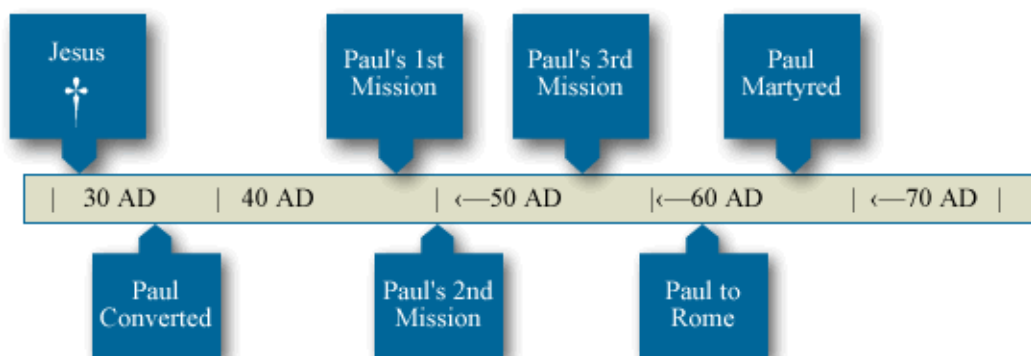 Jesus
†
Paul's 1st
Mission
Paul's 3rd
Mission
Paul
Martyred
| 30 AD | 40 AD | ‹—50 AD |‹—60 AD | ‹—70 AD |
Paul
Converted
Paul's 2nd
Mission
Paul to
Rome